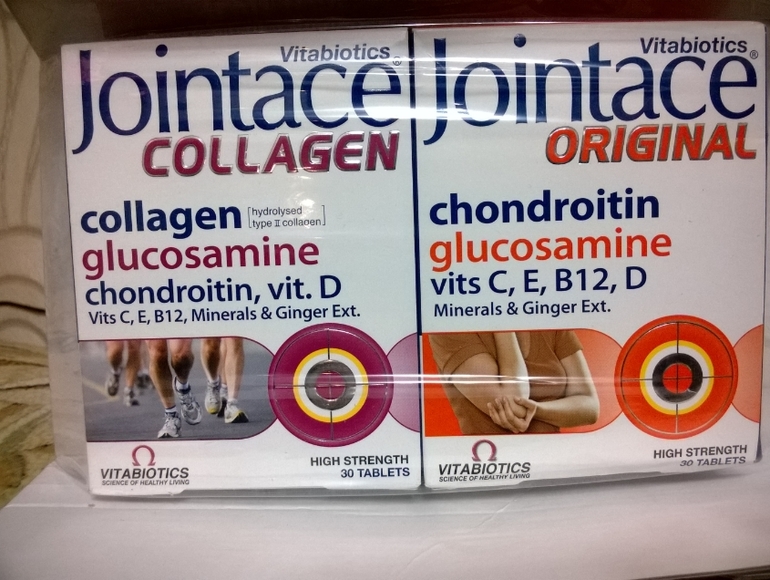 Vitabiotics
Jointace®
COLLAGEN
collagen [hydrolysed type II collagen]
glucosamine
chondroitin, vit. D
Vits C, E, B12, Minerals & Ginger Ext.
HIGH STRENGTH
30 TABLETS
VITABIOTICS
SCIENCE OF HEALTHY LIVING
Vitabiotics
Jointace®
ORIGINAL
chondroitin
glucosamine
vits C, E, B12, D
Minerals & Ginger Ext.
HIGH STRENGTH
30 TABLETS
VITABIOTICS
SCIENCE OF HEALTHY LIVING